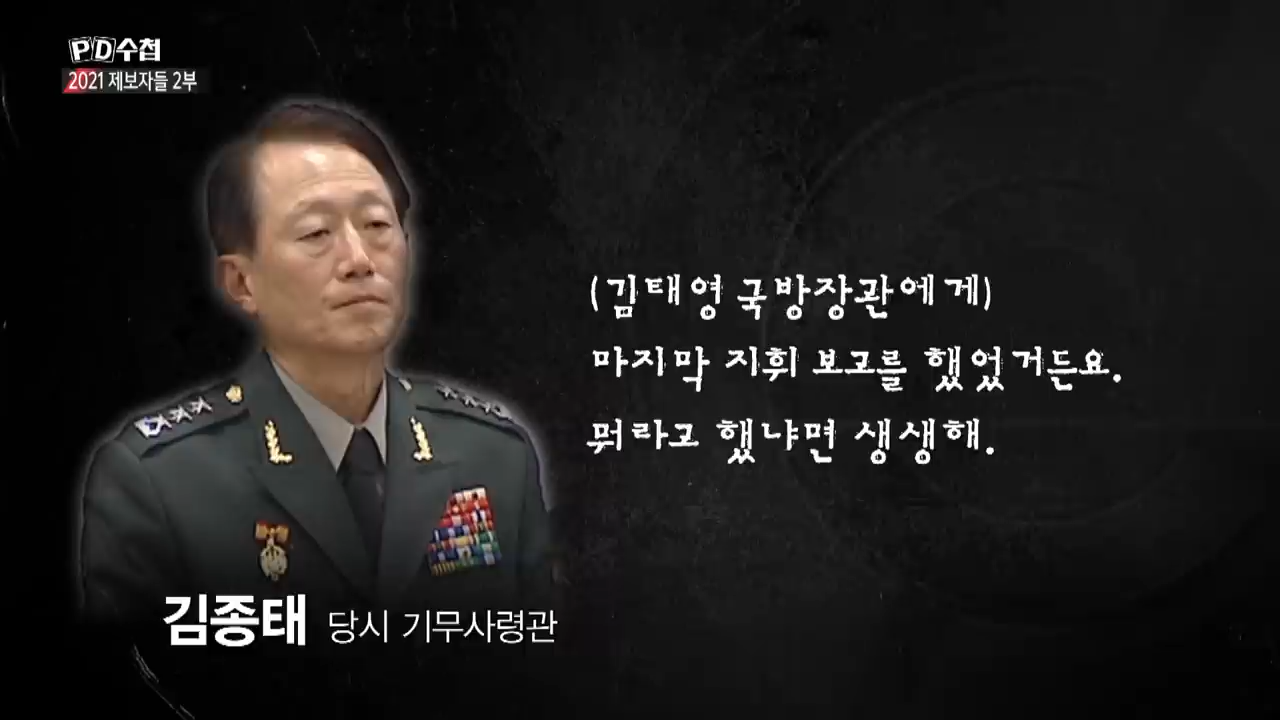 PD수첩
2021 제보자들 2부
(김태영 국방장관에게)
마지막 지휘 보고를 했었거든요.
뭐라고 했냐면 생생해.
김종태 당시 기무사령관